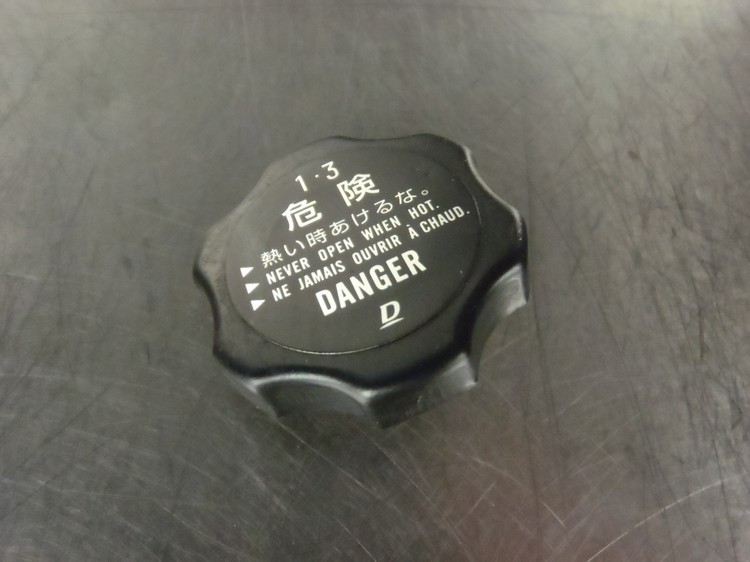 1・3
危険
▶ 熱い時あけるな。
▶ NEVER OPEN WHEN HOT.
▶ NE JAMAIS OUVRIR À CHAUD.
DANGER
D